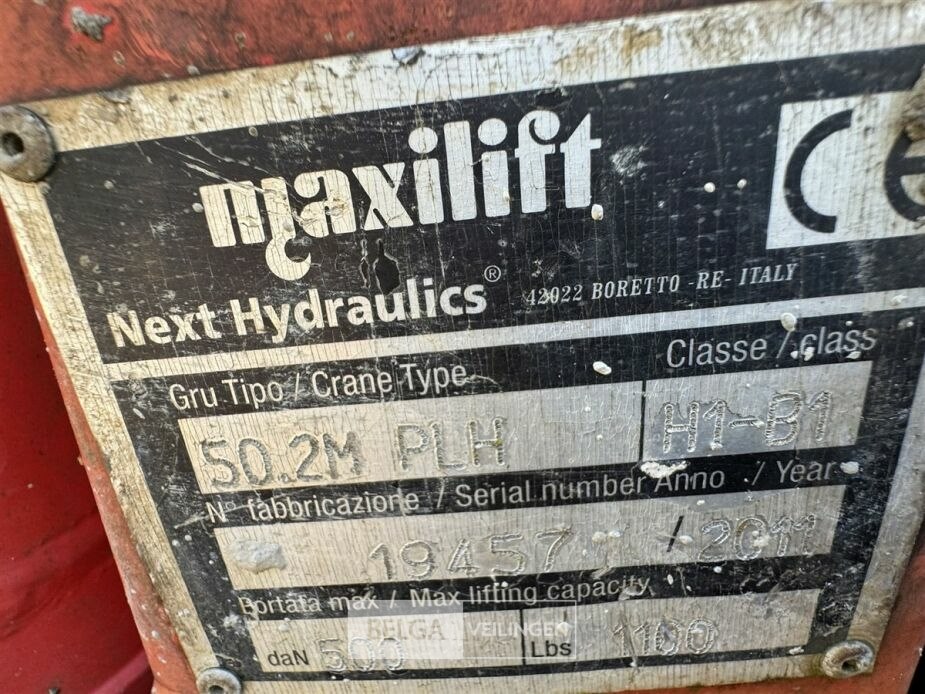 maxilift
CE
Next Hydraulics®
42022 BORETTO -RE- ITALY
Gru Tipo / Crane Type
Classe / class
50.2M PLH
H1-B1
N° fabbricazione / Serial number
Anno / Year
19457 / 2011
Portata max / Max lifting capacity
daN 500
Lbs 1100
BELGA VEILINGEN